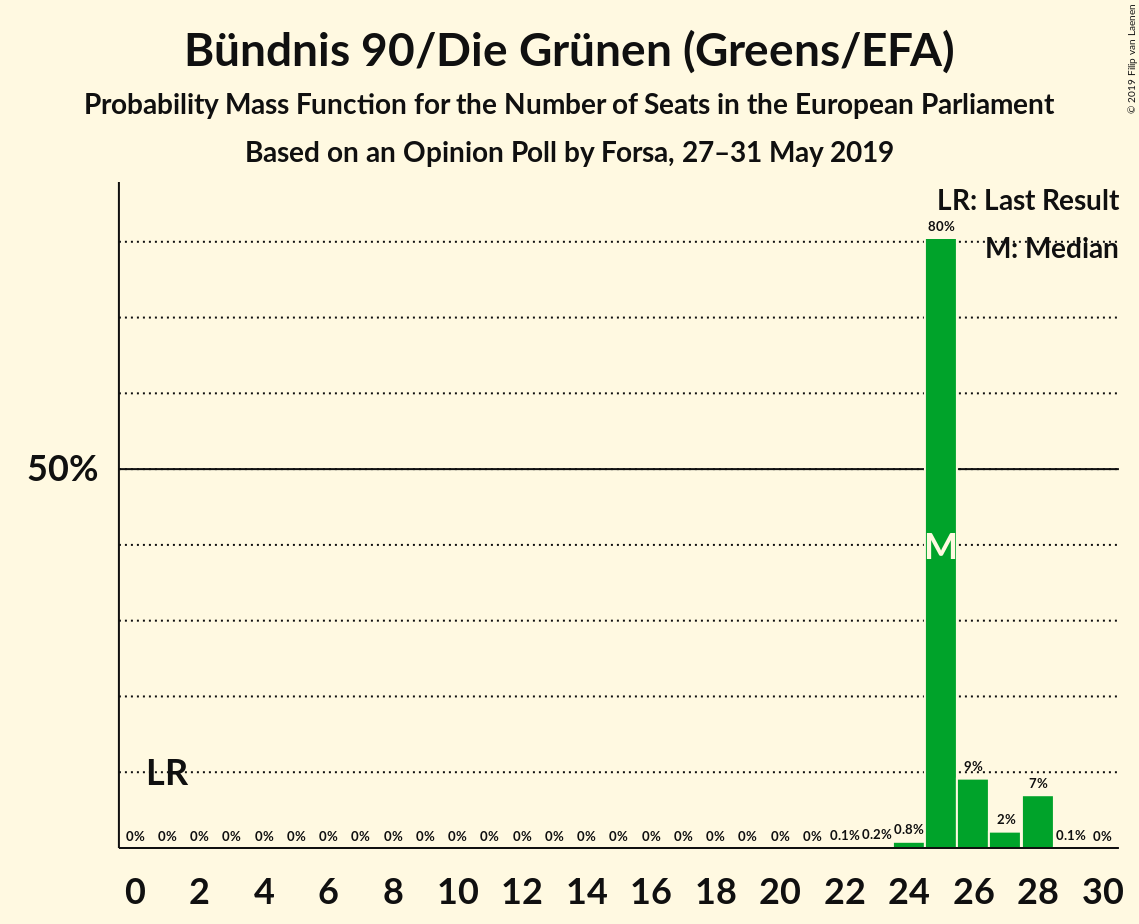 Bündnis 90/Die Grünen (Greens/EFA)
Probability Mass Function for the Number of Seats in the European Parliament
Based on an Opinion Poll by Forsa, 27–31 May 2019
© 2019 Filip van Laenen
LR: Last Result
M: Median
80%
50%
M
LR
9%
7%
2%
0% 0% 0% 0% 0% 0% 0% 0% 0% 0% 0% 0% 0% 0% 0% 0% 0% 0% 0% 0% 0% 0% 0.1% 0.2% 0.8% 0.1% 0%
0 2 4 6 8 10 12 14 16 18 20 22 24 26 28 30